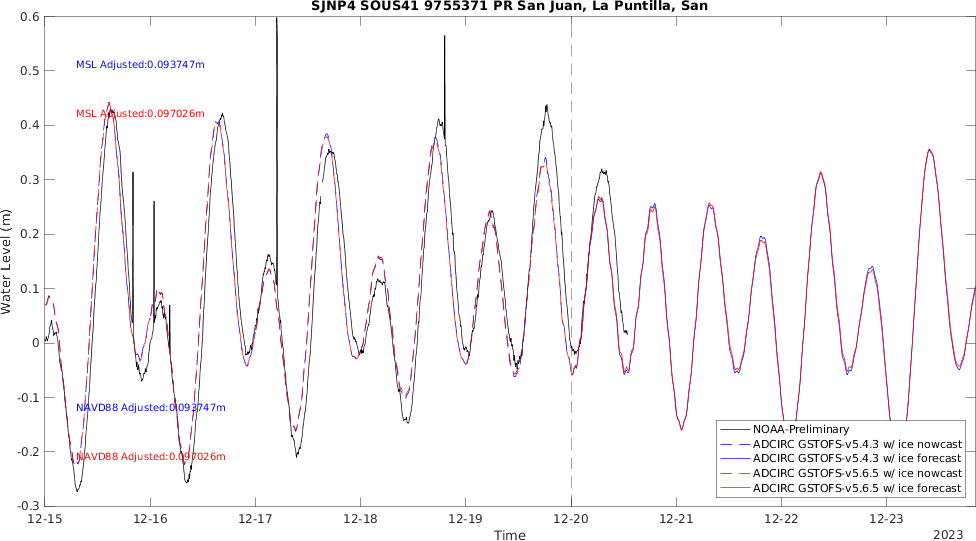 SJNP4 SOUS41 9755371 PR San Juan, La Puntilla, San
0.6
0.5
0.4
0.3
0.2
0.1
0
-0.1
-0.2
-0.3
Water Level (m)
MSL Adjusted:0.093747m
MSL Adjusted:0.097026m
NAVD88 Adjusted:0.093747m
NAVD88 Adjusted:0.097026m
NOAA-Preliminary
ADCIRC GSTOFS-v5.4.3 w/ ice nowcast
ADCIRC GSTOFS-v5.4.3 w/ ice forecast
ADCIRC GSTOFS-v5.6.5 w/ ice nowcast
ADCIRC GSTOFS-v5.6.5 w/ ice forecast
12-15 12-16 12-17 12-18 12-19 12-20 12-21 12-22 12-23
Time
2023